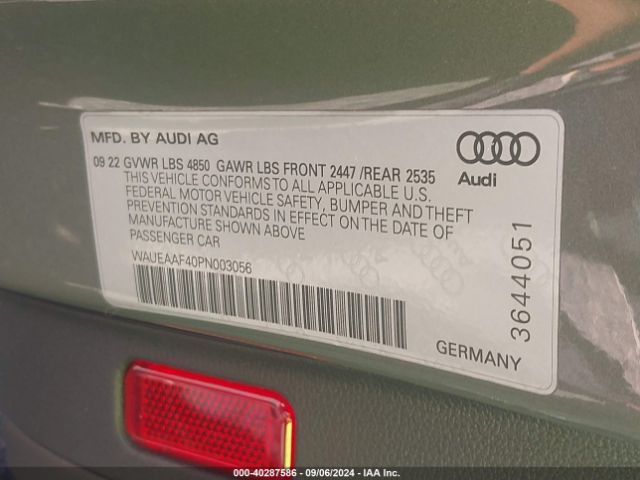 MFD. BY AUDI AG
09 22 GVWR LBS 4850 GAWR LBS FRONT 2447 /REAR 2535
THIS VEHICLE CONFORMS TO ALL APPLICABLE U.S.
FEDERAL MOTOR VEHICLE SAFETY, BUMPER AND THEFT
PREVENTION STANDARDS IN EFFECT ON THE DATE OF
MANUFACTURE SHOWN ABOVE
PASSENGER CAR
WAUEAAF40PN003056
Audi
3644051
GERMANY
000-40287586 - 09/06/2024 - IAA Inc.